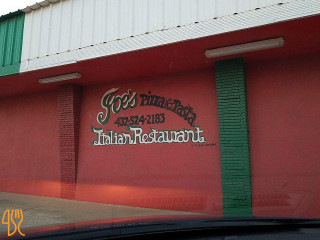 Joe's Pizza & Pasta
432-524-2183
Italian Restaurant